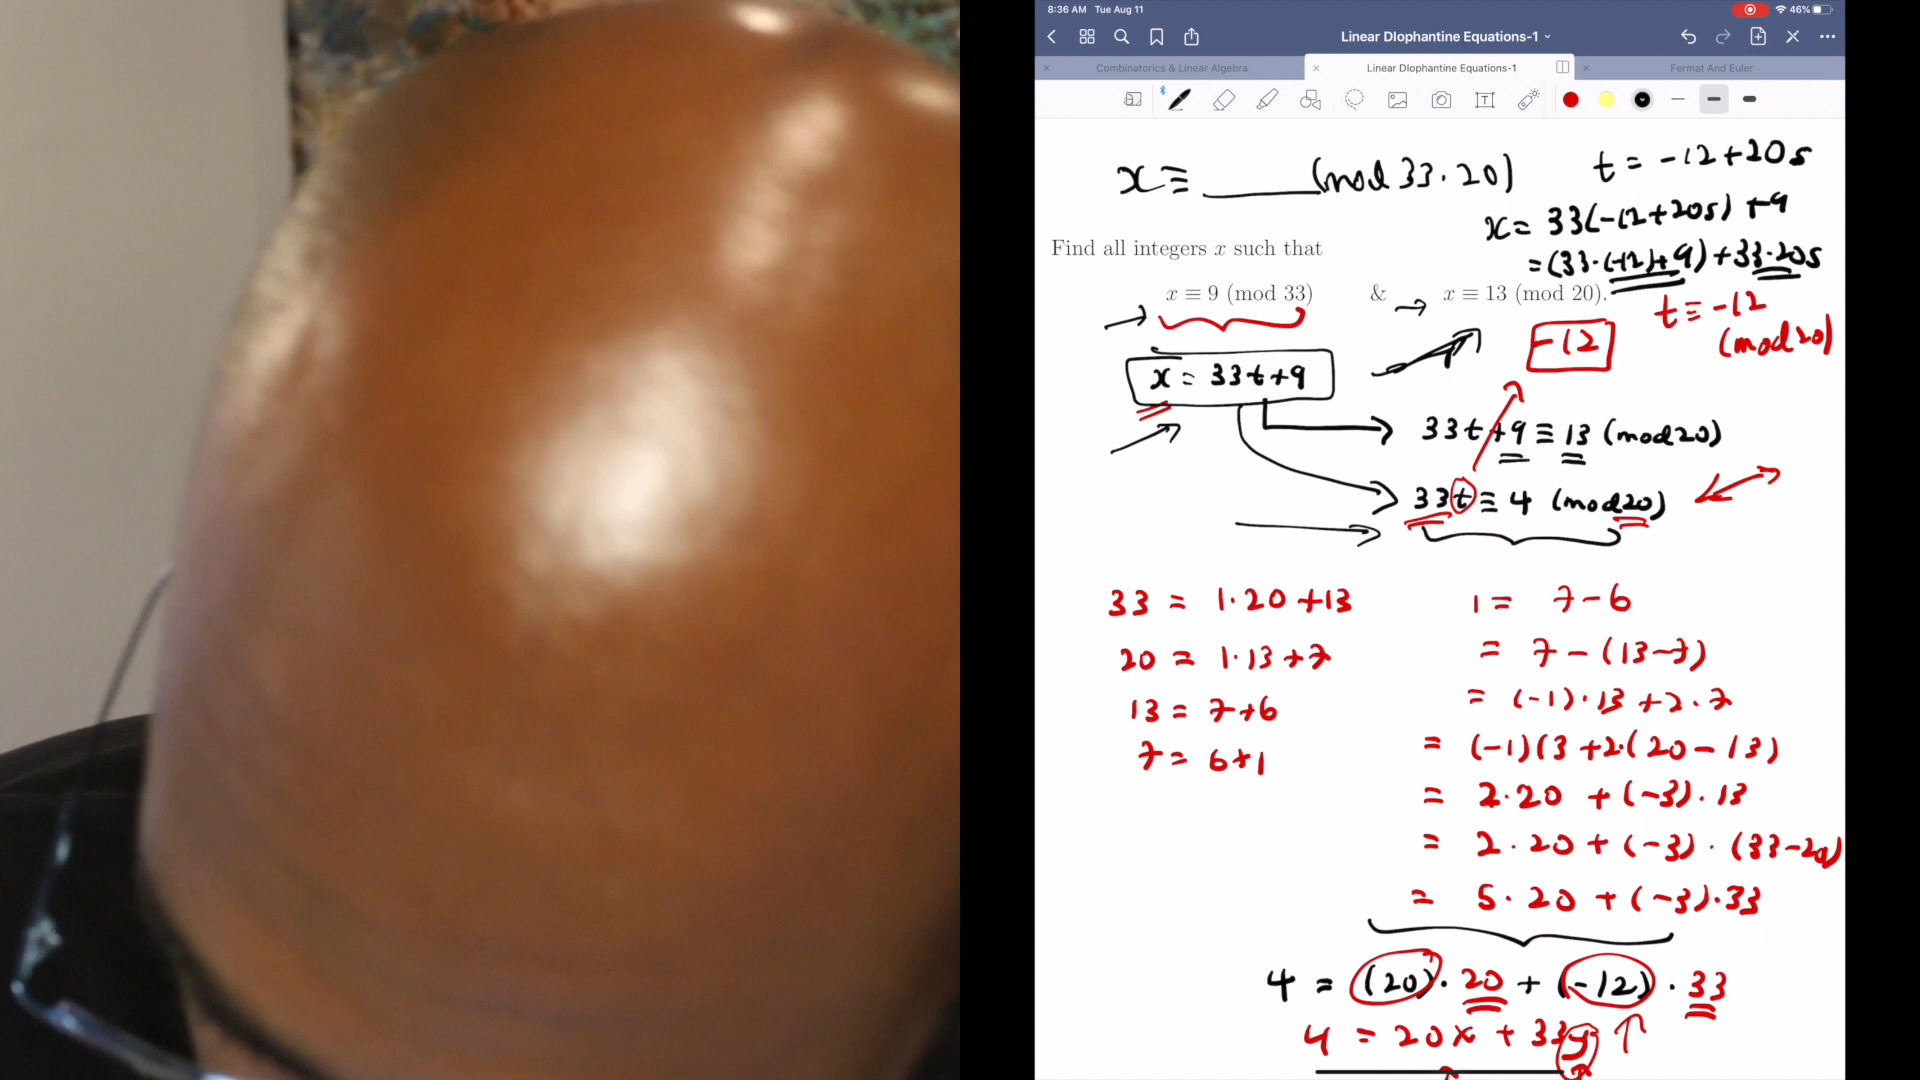 8:36 AM Tue Aug 11
46%
Linear DIophantine Equations-1
Combinatorics & Linear Algebra
Linear DIophantine Equations-1
Fermat And Euler
x ≡ ____ (mod 33·20)
t = -12+20s
x = 33(-12+20s) +9
= (33·(-12)+9)+33·20s
Find all integers x such that
x ≡ 9 (mod 33) & x ≡ 13 (mod 20).
t ≡ -12
(mod 20)
-12
x = 33t+9
33t+9 ≡ 13 (mod 20)
33t ≡ 4 (mod 20)
33 = 1·20+13
20 = 1·13+7
13 = 7+6
7 = 6+1
1 = 7-6
= 7-(13-7)
= (-1)·13+2·7
= (-1)13+2·(20-13)
= 2·20 + (-3)·13
= 2·20+(-3)·(33-20)
= 5·20+(-3)·33
4 = (20)·20 + (-12)·33
4 = 20x + 33y